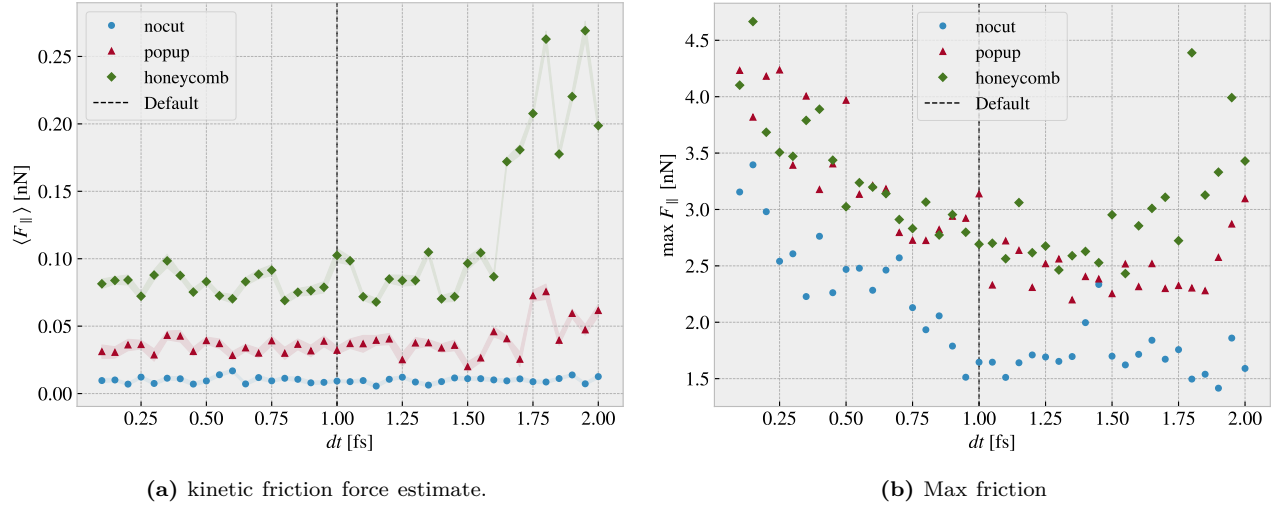 nocut
popup
honeycomb
Default
0.25
0.20
0.15
0.10
0.05
0.00
⟨F∥⟩ [nN]
0.25 0.50 0.75 1.00 1.25 1.50 1.75 2.00
dt [fs]
(a) kinetic friction force estimate.
nocut
popup
honeycomb
Default
4.5
4.0
3.5
3.0
2.5
2.0
1.5
max F∥ [nN]
0.25 0.50 0.75 1.00 1.25 1.50 1.75 2.00
dt [fs]
(b) Max friction